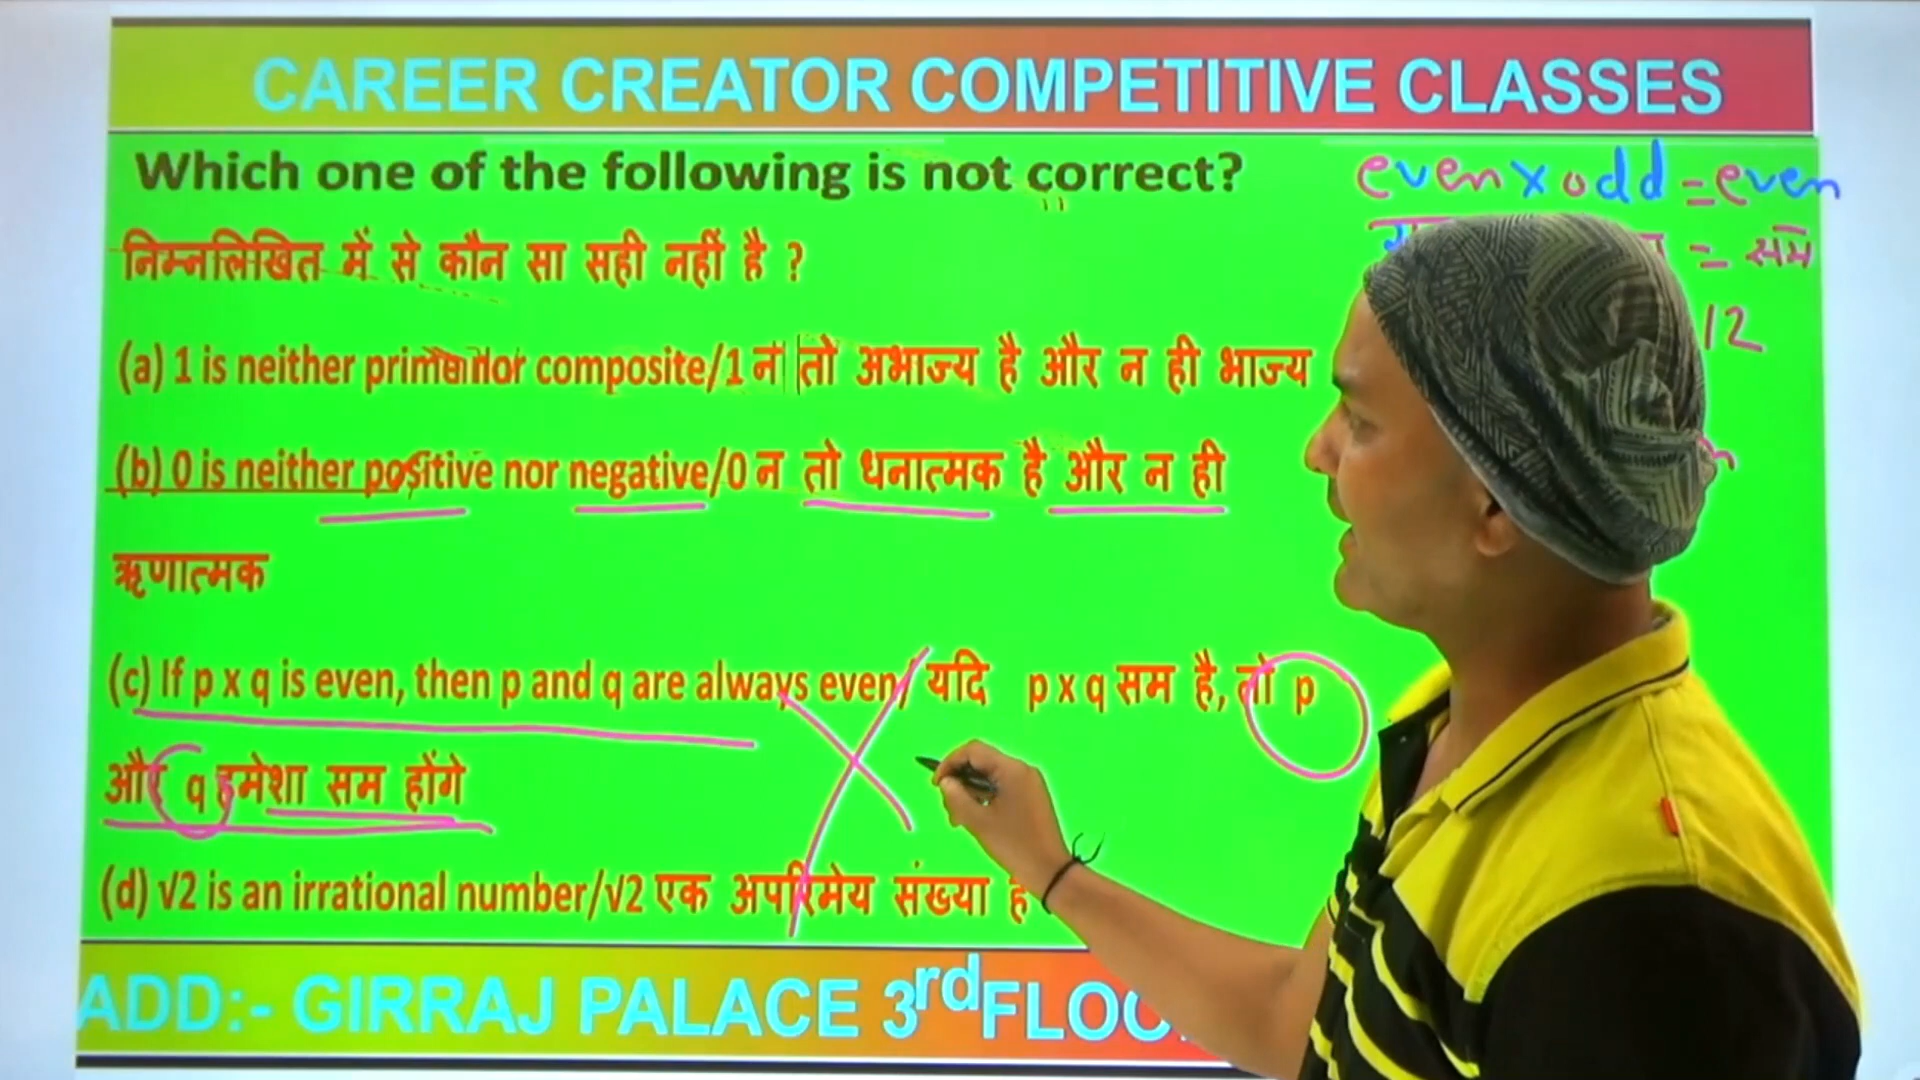 CAREER CREATOR COMPETITIVE CLASSES
Which one of the following is not correct?
even x odd = even
निम्नलिखित में से कौन सा सही नहीं है ?
= सम
12
(a) 1 is neither prime nor composite/1 न तो अभाज्य है और न ही भाज्य
(b) 0 is neither positive nor negative/0 न तो धनात्मक है और न ही
ऋणात्मक
(c) If p x q is even, then p and q are always even/ यदि p x q सम है, तो p
और q हमेशा सम होंगे
(d) √2 is an irrational number/√2 एक अपरिमेय संख्या है
ADD:- GIRRAJ PALACE 3rd